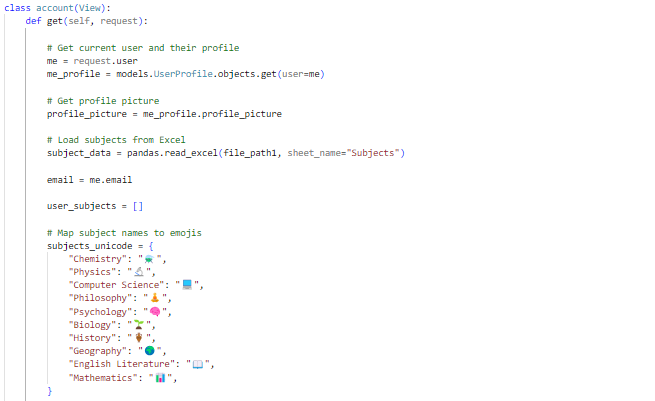 class account(View):
def get(self, request):
# Get current user and their profile
me = request.user
me_profile = models.UserProfile.objects.get(user=me)
# Get profile picture
profile_picture = me_profile.profile_picture
# Load subjects from Excel
subject_data = pandas.read_excel(file_path1, sheet_name="Subjects")
email = me.email
user_subjects = []
# Map subject names to emojis
subjects_unicode = {
"Chemistry": "⚗️",
"Physics": "🔬",
"Computer Science": "💻",
"Philosophy": "🧘",
"Psychology": "🧠",
"Biology": "🌱",
"History": "🏺",
"Geography": "🌍",
"English Literature": "📖",
"Mathematics": "📊",
}